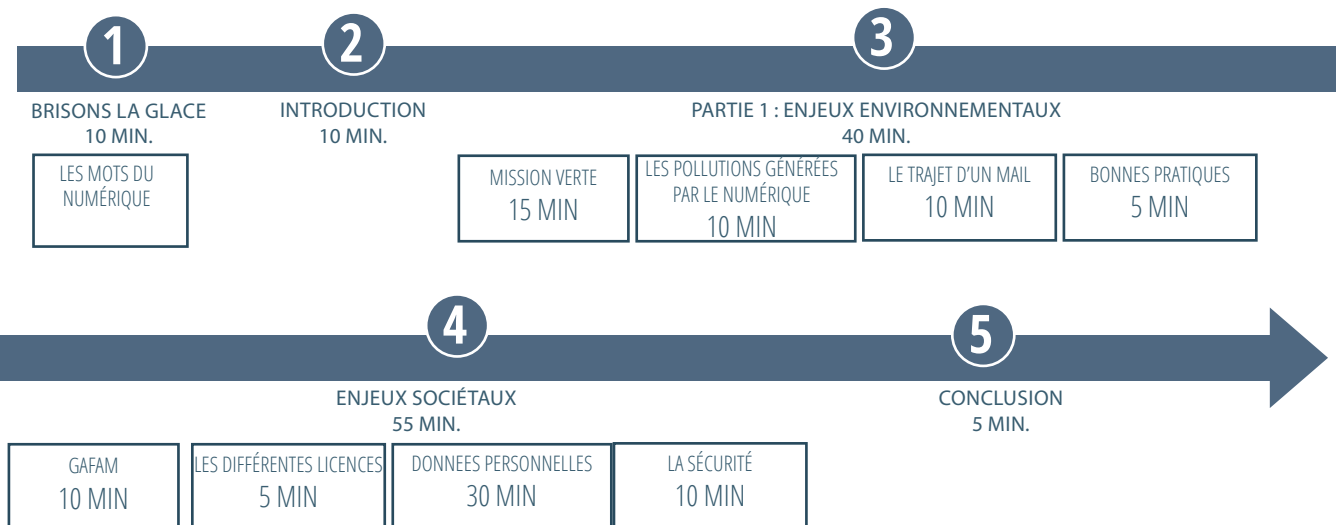 1
BRISONS LA GLACE
10 MIN.
LES MOTS DU
NUMÉRIQUE
2
INTRODUCTION
10 MIN.
3
PARTIE 1 : ENJEUX ENVIRONNEMENTAUX
40 MIN.
MISSION VERTE
15 MIN
LES POLLUTIONS GÉNÉRÉES
PAR LE NUMÉRIQUE
10 MIN
LE TRAJET D'UN MAIL
10 MIN
BONNES PRATIQUES
5 MIN
4
ENJEUX SOCIÉTAUX
55 MIN.
GAFAM
10 MIN
LES DIFFÉRENTES LICENCES
5 MIN
DONNEES PERSONNELLES
30 MIN
LA SÉCURITÉ
10 MIN
5
CONCLUSION
5 MIN.